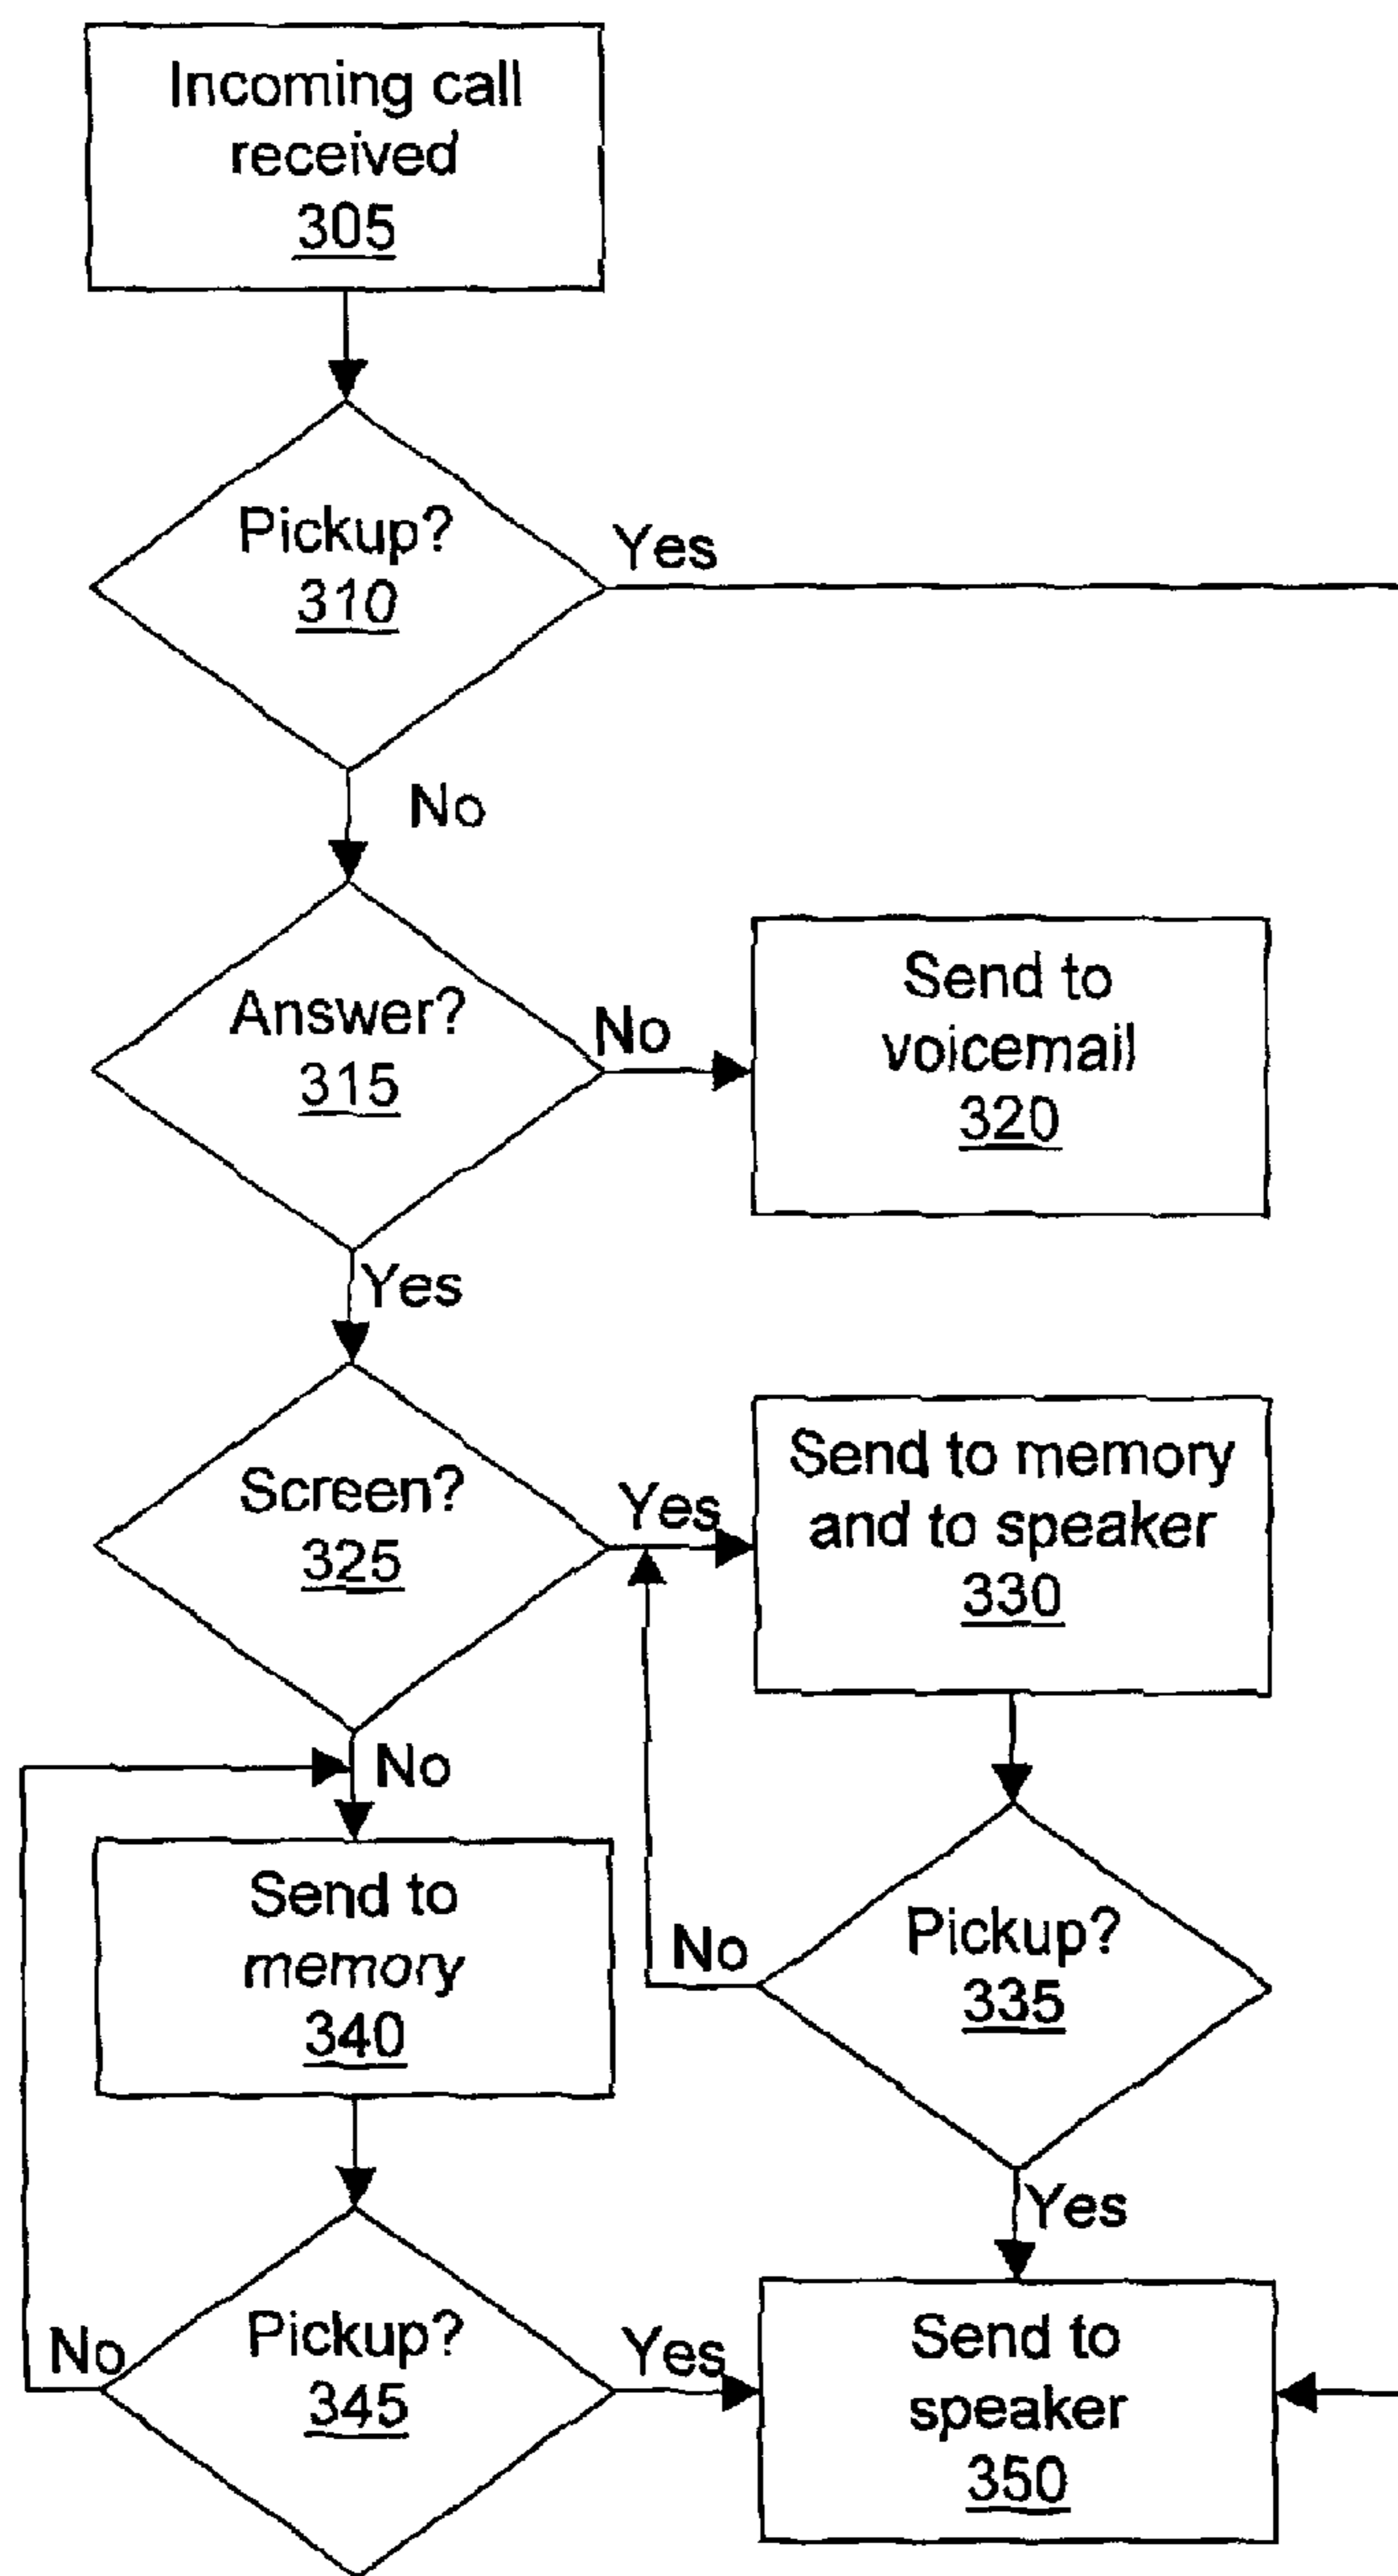 Incoming call
received
305
Pickup?
310
Yes
No
Answer?
315
No
Send to
voicemail
320
Yes
Screen?
325
Yes
Send to memory
and to speaker
330
No
Send to
memory
340
Pickup?
335
No
Yes
Pickup?
345
No
Yes
Send to
speaker
350